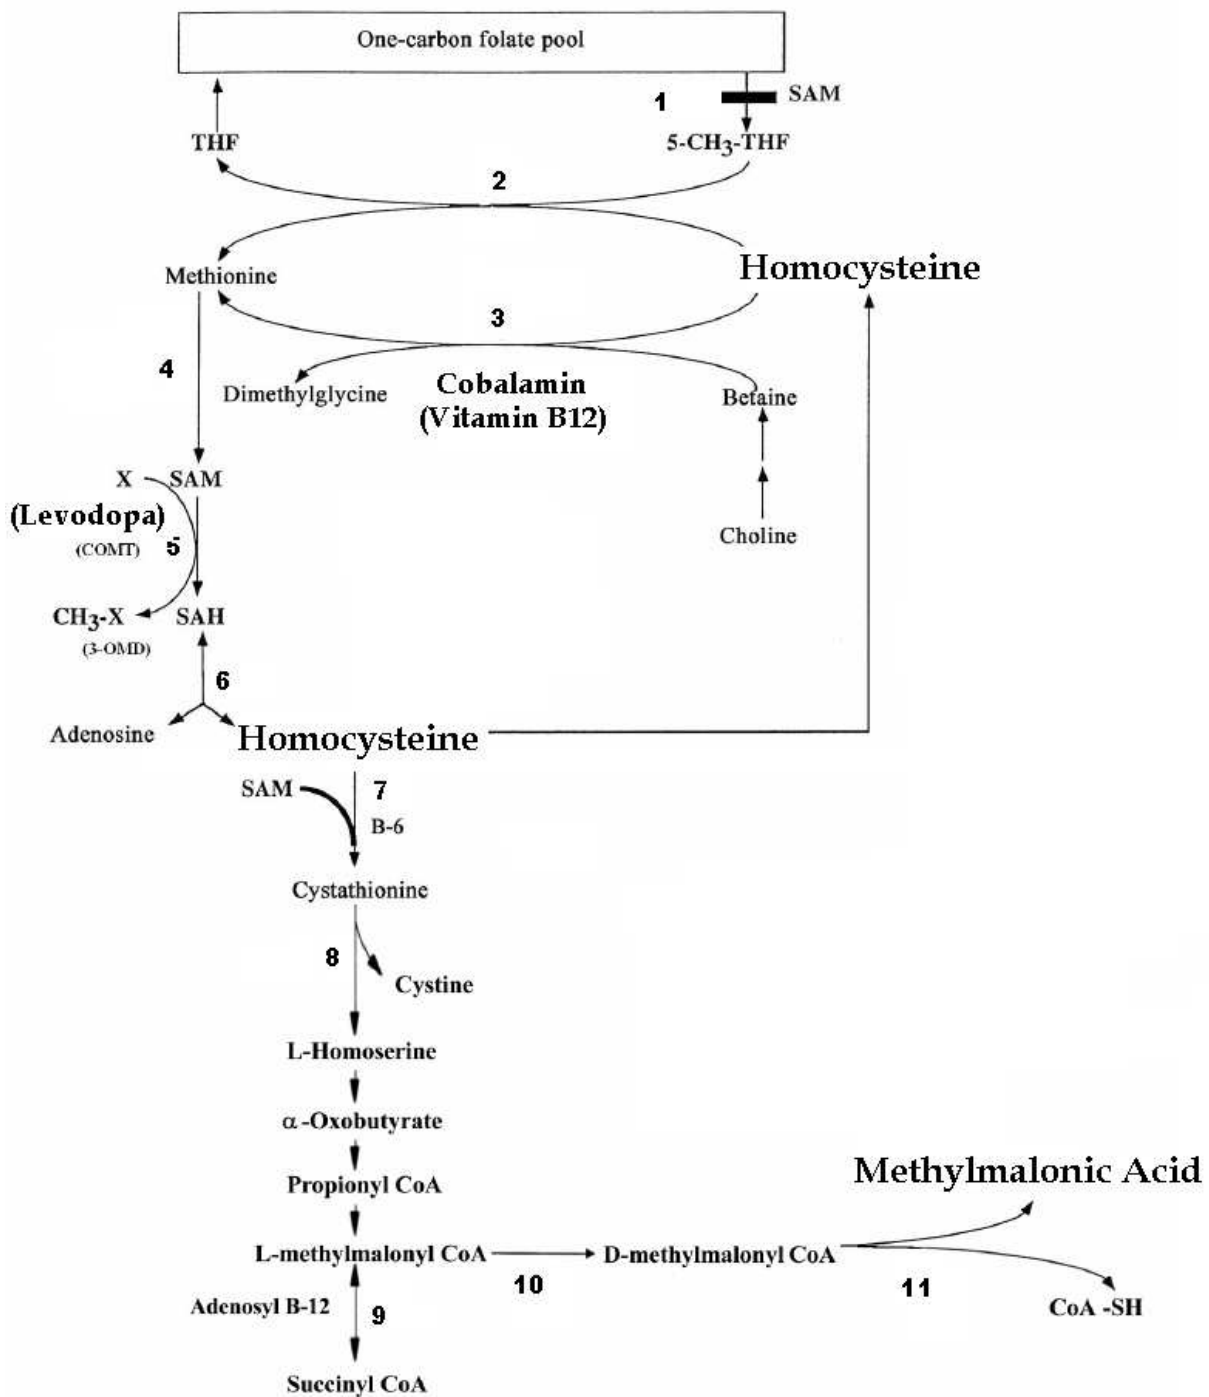 One-carbon folate pool
1
SAM
THF
5-CH3-THF
2
Methionine
Homocysteine
3
4
Dimethylglycine
Cobalamin
(Vitamin B12)
Betaine
X
SAM
(Levodopa)
(COMT)
5
Choline
CH3-X
SAH
(3-OMD)
6
Adenosine
Homocysteine
SAM
7
B-6
Cystathionine
8
Cystine
L-Homoserine
α-Oxobutyrate
Propionyl CoA
Methylmalonic Acid
L-methylmalonyl CoA
D-methylmalonyl CoA
10
11
Adenosyl B-12
9
CoA -SH
Succinyl CoA